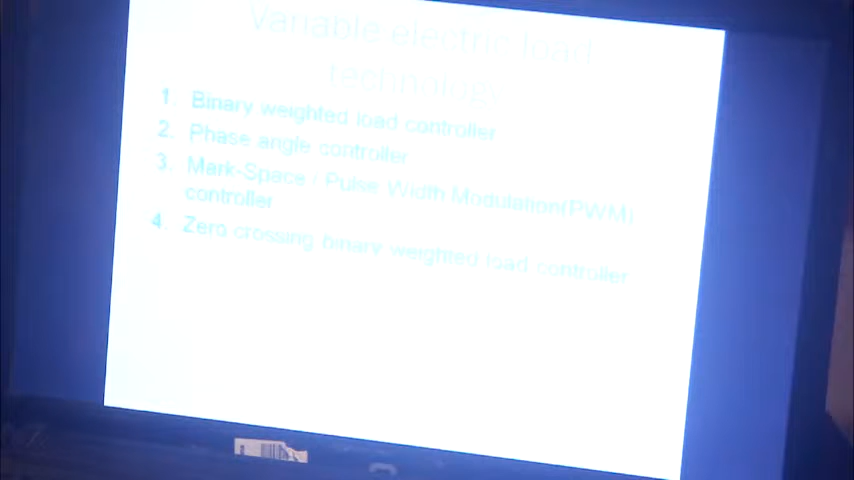 Variable electric load
technology
1. Binary weighted load controller
2. Phase angle controller
3. Mark-Space / Pulse Width Modulation(PWM)
controller
4. Zero crossing binary weighted load controller